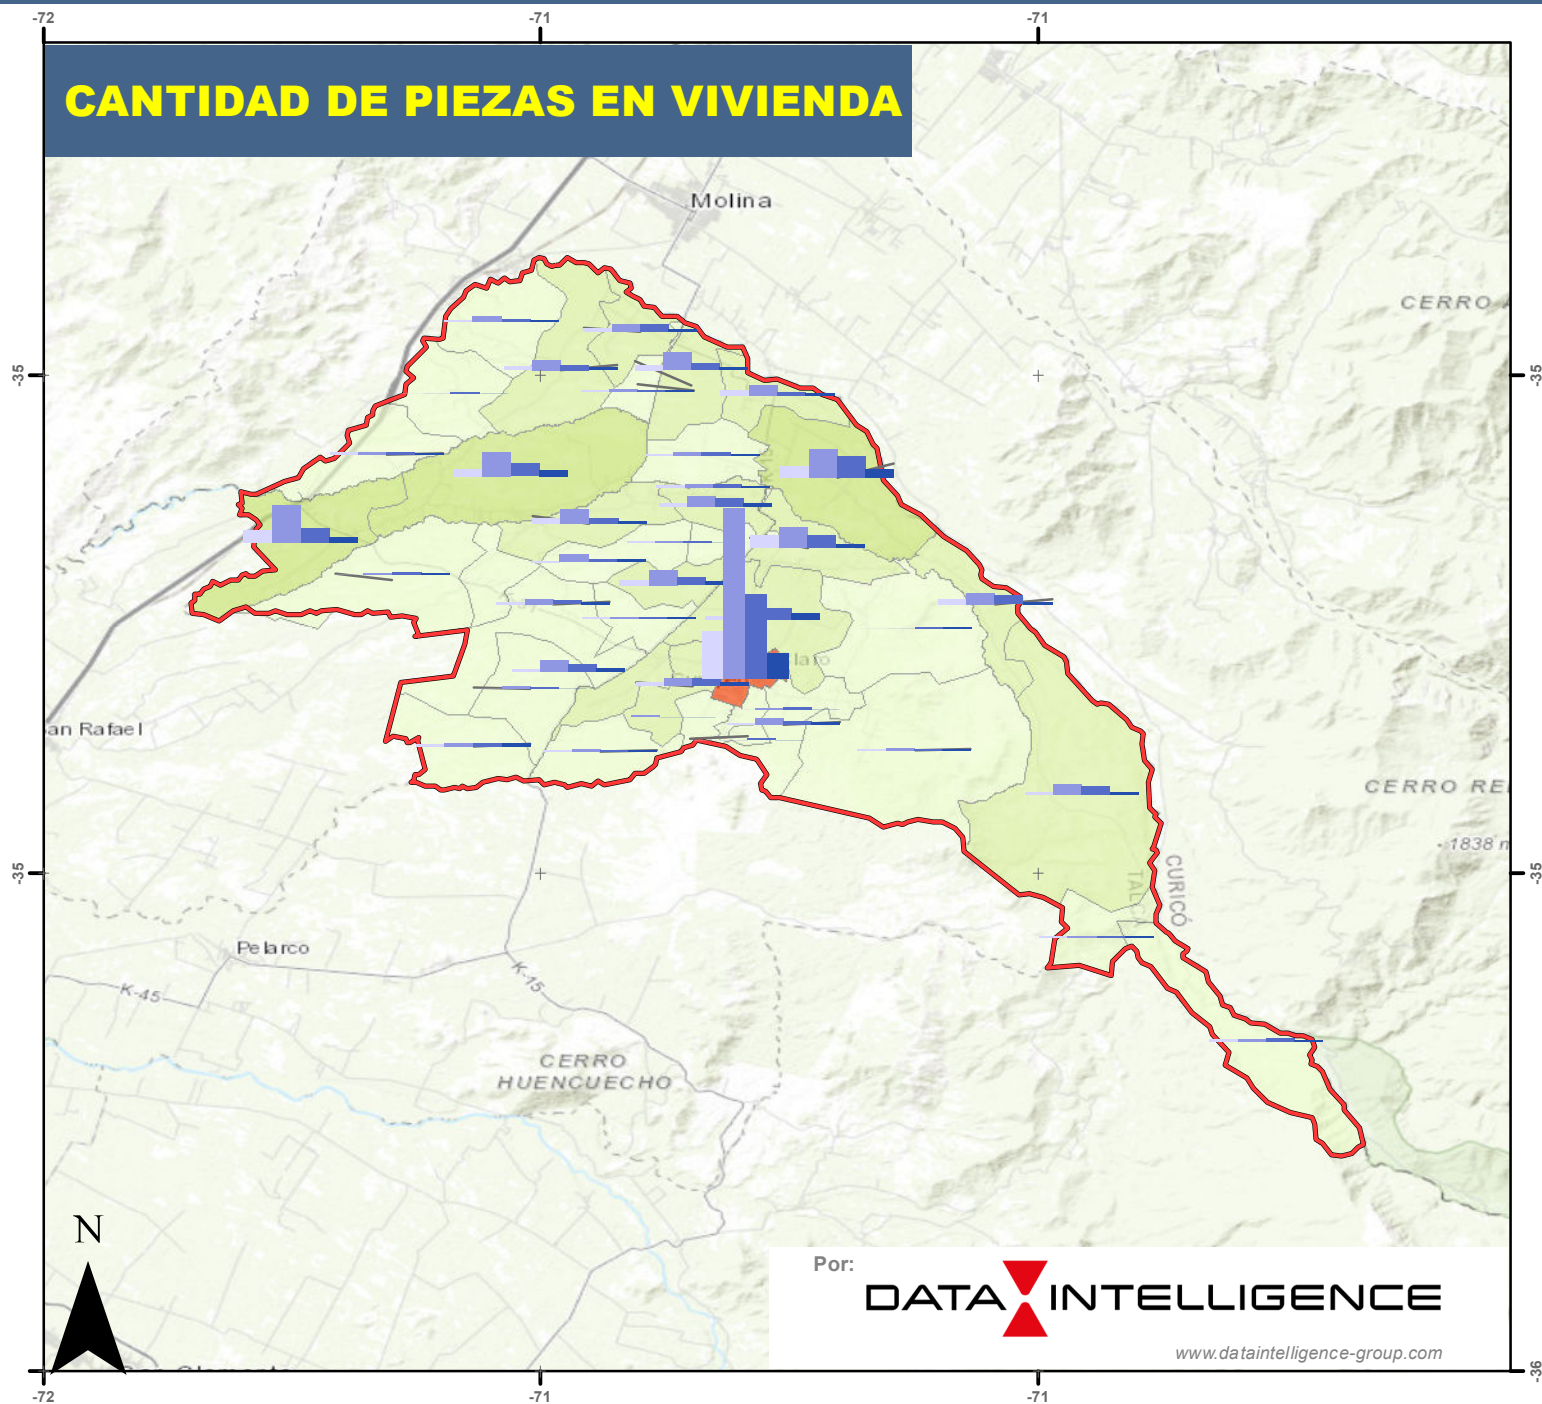 -72
-71
-71
CANTIDAD DE PIEZAS EN VIVIENDA
Molina
CERRO
-35
-35
an Rafael
CERRO
-1838
-35
-35
CURICÓ
TALC
Pelarco
K-15
K-45
CERRO
HUENCUECHO
N
Por:
DATA INTELLIGENCE
www.dataintelligence-group.com
-36
-72
-71
-71